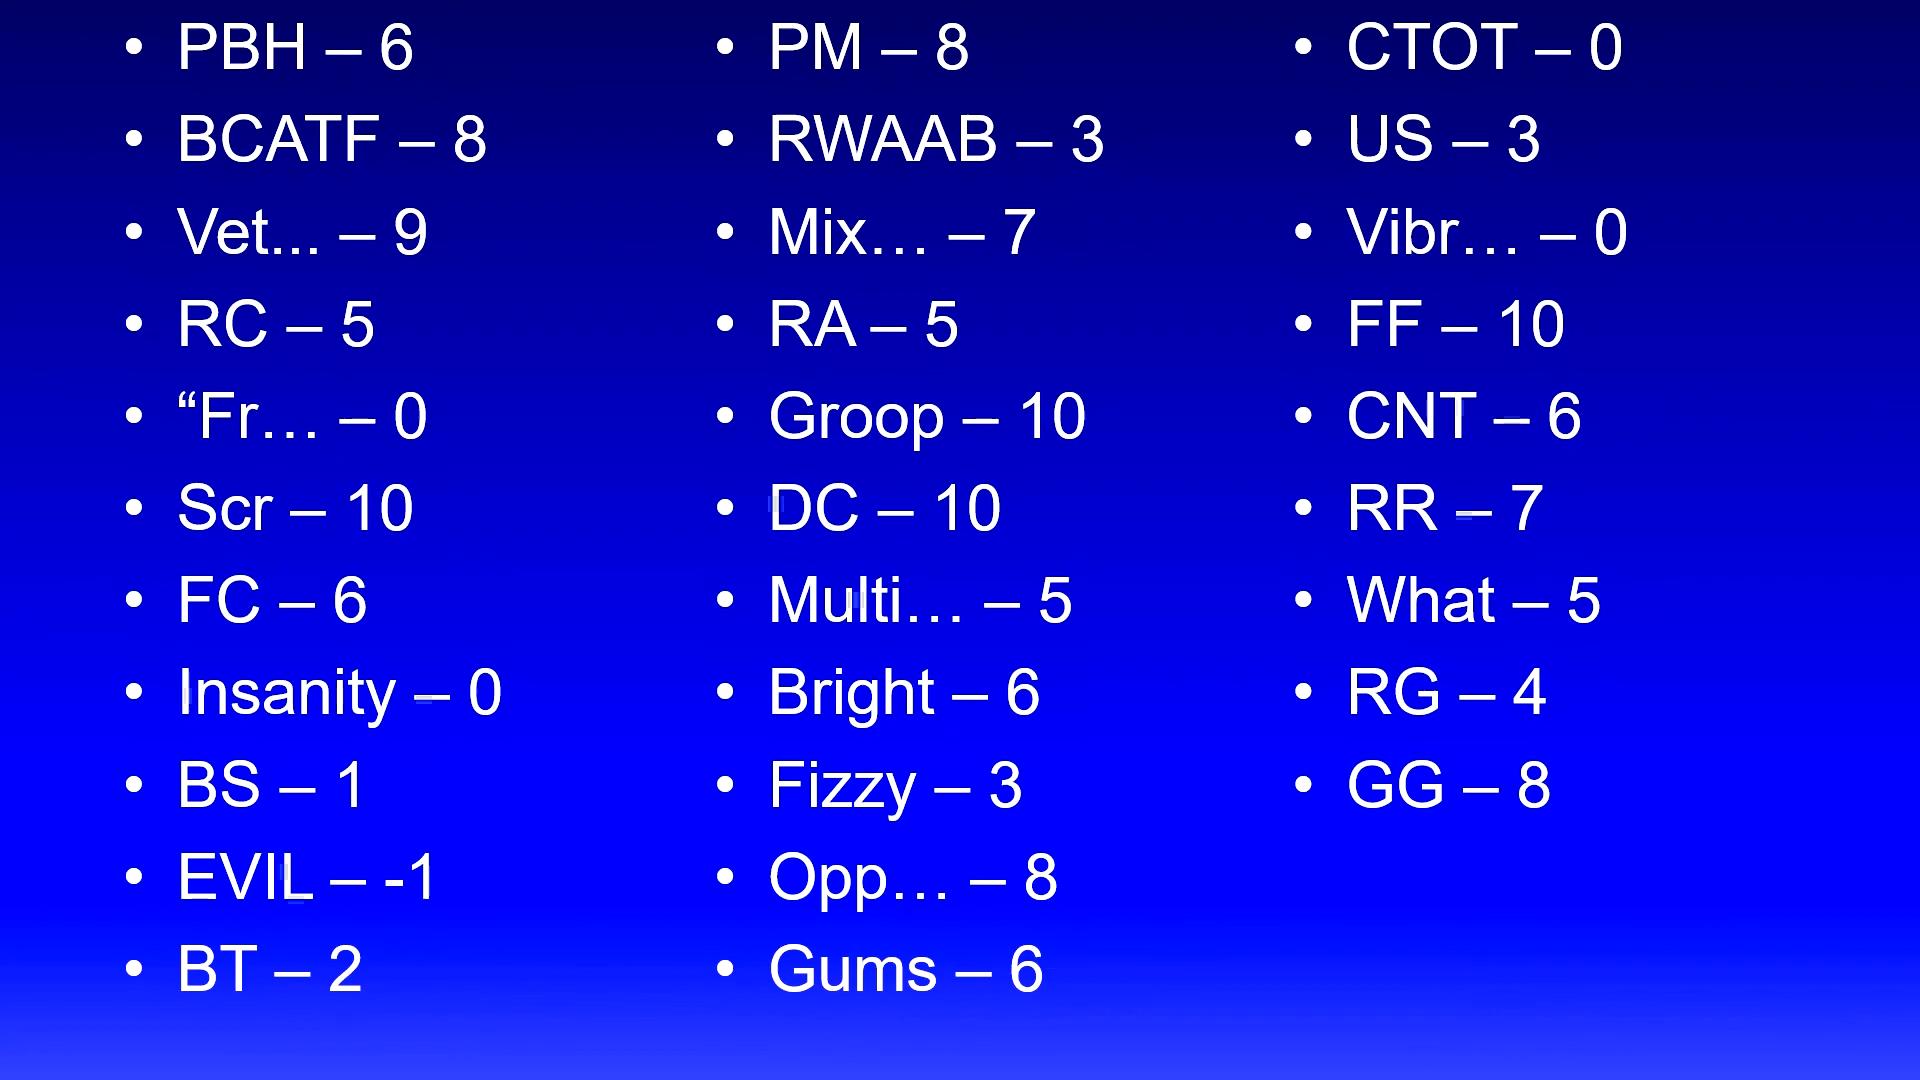 • PBH – 6
• BCATF – 8
• Vet... – 9
• RC – 5
• “Fr… – 0
• Scr – 10
• FC – 6
• Insanity – 0
• BS – 1
• EVIL – -1
• BT – 2
• PM – 8
• RWAAB – 3
• Mix… – 7
• RA – 5
• Groop – 10
• DC – 10
• Multi… – 5
• Bright – 6
• Fizzy – 3
• Opp… – 8
• Gums – 6
• CTOT – 0
• US – 3
• Vibr… – 0
• FF – 10
• CNT – 6
• RR – 7
• What – 5
• RG – 4
• GG – 8